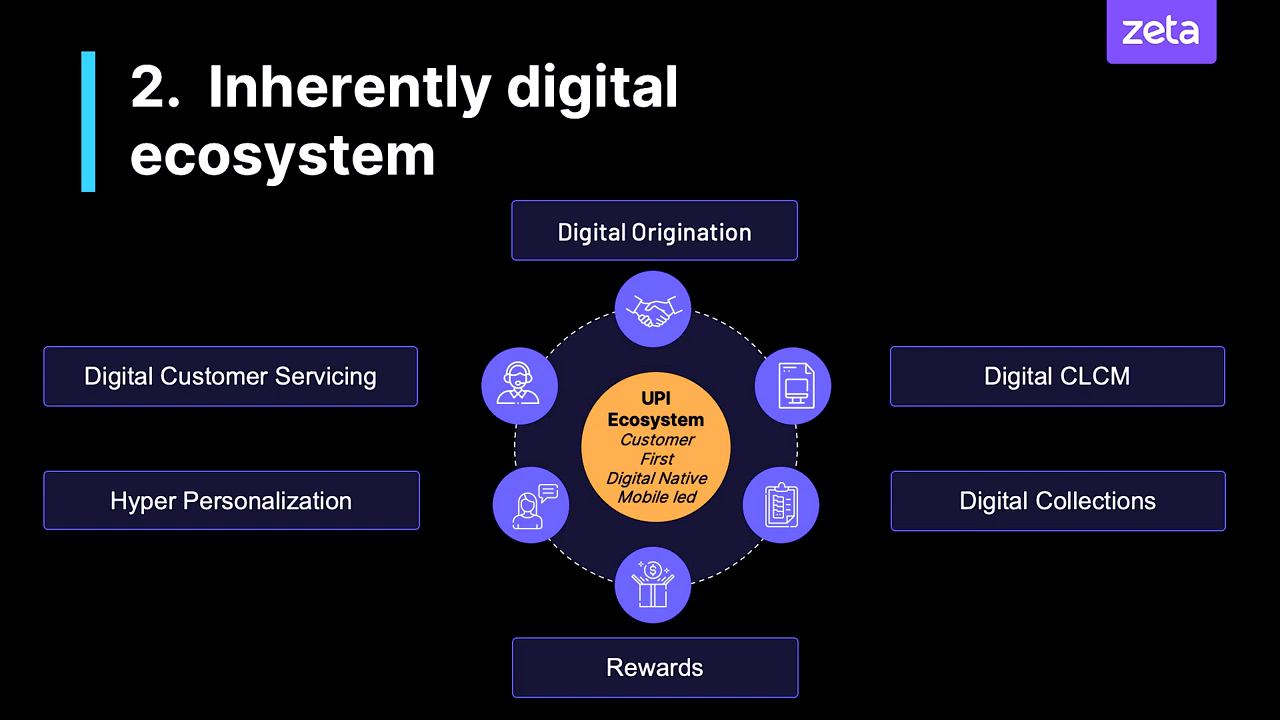 zeta
2. Inherently digital
ecosystem
Digital Origination
Digital Customer Servicing
Digital CLCM
UPI
Ecosystem
Customer
First
Digital Native
Mobile led
Hyper Personalization
Digital Collections
$
Rewards